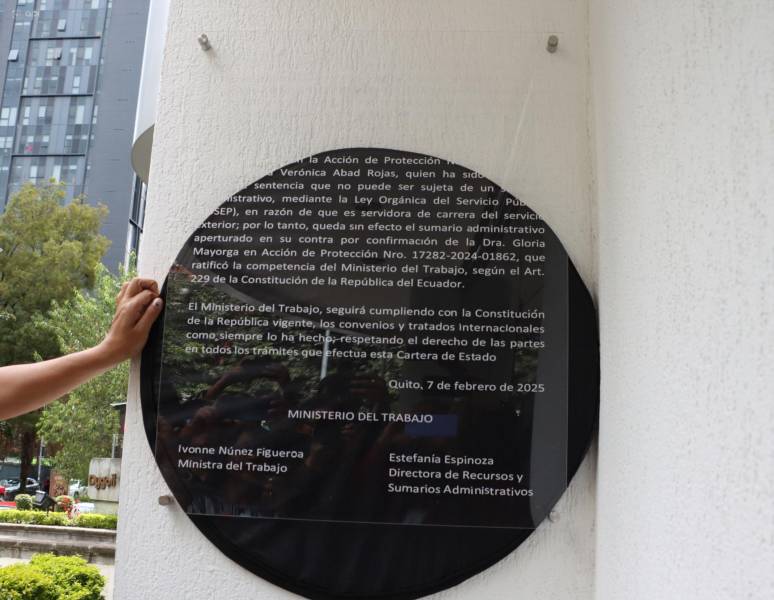 n la Acción de Protección N
Verónica Abad Rojas, quien ha sido
sentencia que no puede ser sujeta de un s
nistrativo, mediante la Ley Orgánica del Servicio Púb
SEP), en razón de que es servidora de carrera del servicio
exterior; por lo tanto, queda sin efecto el sumario administrativo
aperturado en su contra por confirmación de la Dra. Gloria
Mayorga en Acción de Protección Nro. 17282-2024-01862, que
ratificó la competencia del Ministerio del Trabajo, según el Art.
229 de la Constitución de la República del Ecuador.
El Ministerio del Trabajo, seguirá cumpliendo con la Constitución
de la República vigente, los convenios y tratados internacionales
como siempre lo ha hecho; respetando el derecho de las partes
en todos los trámites que efectua esta Cartera de Estado
Quito, 7 de febrero de 2025
MINISTERIO DEL TRABAJO
Ivonne Núñez Figueroa
Ministra del Trabajo
Estefanía Espinoza
Directora de Recursos y
Sumarios Administrativos